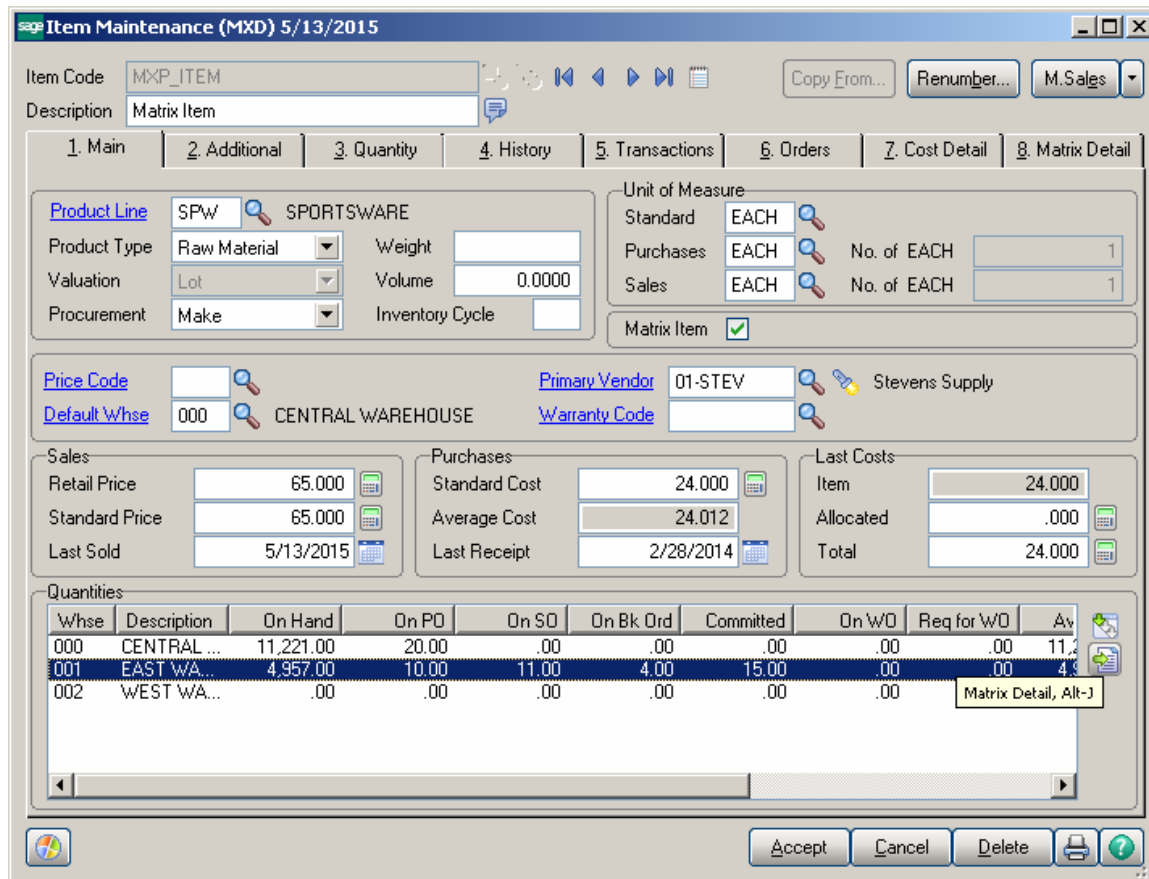 sage Item Maintenance (MXD) 5/13/2015
Item Code MXP_ITEM Copy From... Renumber... M.Sales
Description Matrix Item
1. Main 2. Additional 3. Quantity 4. History 5. Transactions 6. Orders 7. Cost Detail 8. Matrix Detail
Product Line SPW SPORTSWARE
Product Type Raw Material Weight
Valuation Lot Volume 0.0000
Procurement Make Inventory Cycle
Unit of Measure
Standard EACH
Purchases EACH No. of EACH 1
Sales EACH No. of EACH 1
Matrix Item
Price Code Primary Vendor 01-STEV Stevens Supply
Default Whse 000 CENTRAL WAREHOUSE Warranty Code
Sales
Retail Price 65.000
Standard Price 65.000
Last Sold 5/13/2015
Purchases
Standard Cost 24.000
Average Cost 24.012
Last Receipt 2/28/2014
Last Costs
Item 24.000
Allocated .000
Total 24.000
Quantities
Whse Description On Hand On PO On SO On Bk Ord Committed On WO Req for WO Av
000 CENTRAL ... 11,221.00 20.00 .00 .00 .00 .00 .00 11,2
001 EAST WA... 4,957.00 10.00 11.00 4.00 15.00 .00 .00 4.9
002 WEST WA... .00 .00 .00 .00 .00 .00
Matrix Detail, Alt-J
Accept Cancel Delete